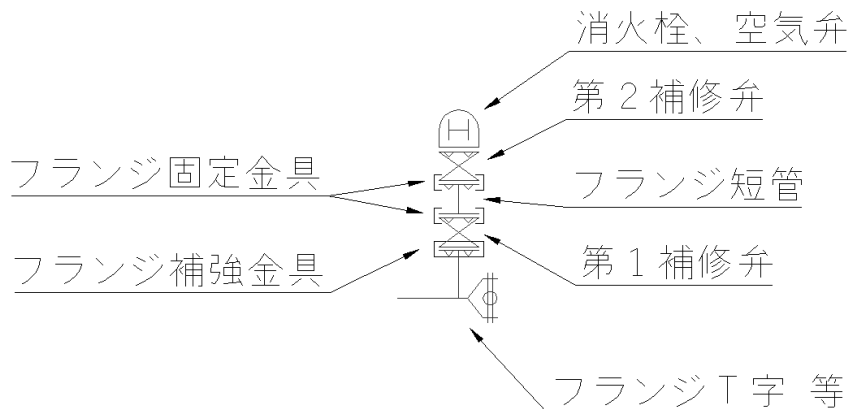 消火栓、空気弁
第2補修弁
H
フランジ固定金具
フランジ短管
第1補修弁
フランジ補強金具
フランジT字 等